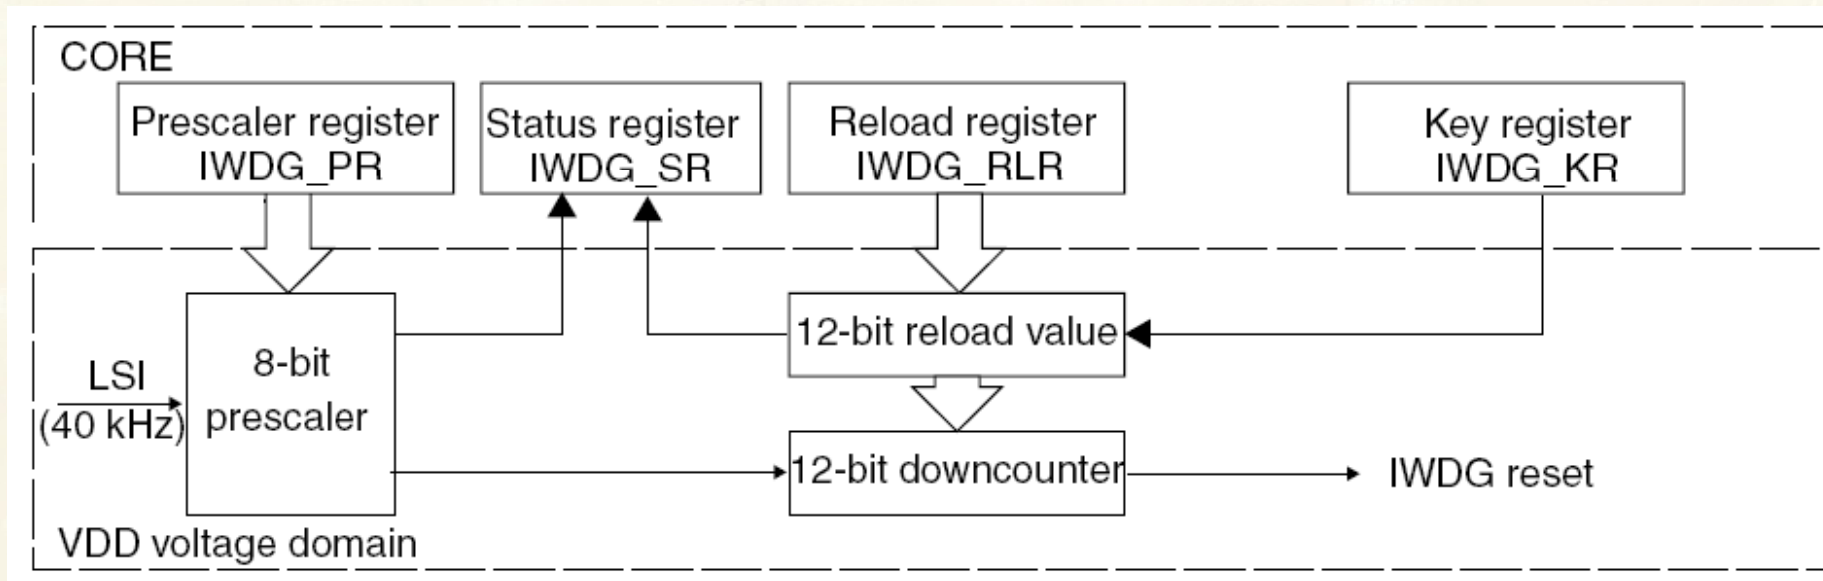 CORE
Prescaler register
IWDG_PR
Status register
IWDG_SR
Reload register
IWDG_RLR
Key register
IWDG_KR
LSI
(40 kHz)
8-bit
prescaler
12-bit reload value
12-bit downcounter
IWDG reset
VDD voltage domain